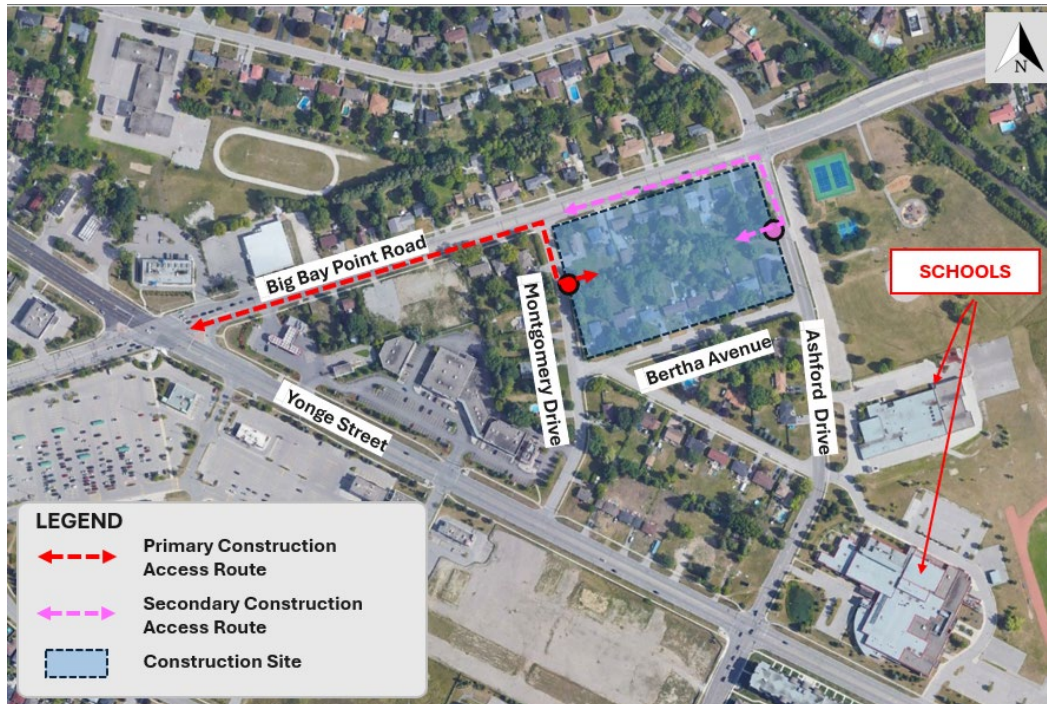 N
Big Bay Point Road
SCHOOLS
Montgomery Drive
Bertha Avenue
Ashford Drive
Yonge Street
LEGEND
Primary Construction
Access Route
Secondary Construction
Access Route
Construction Site